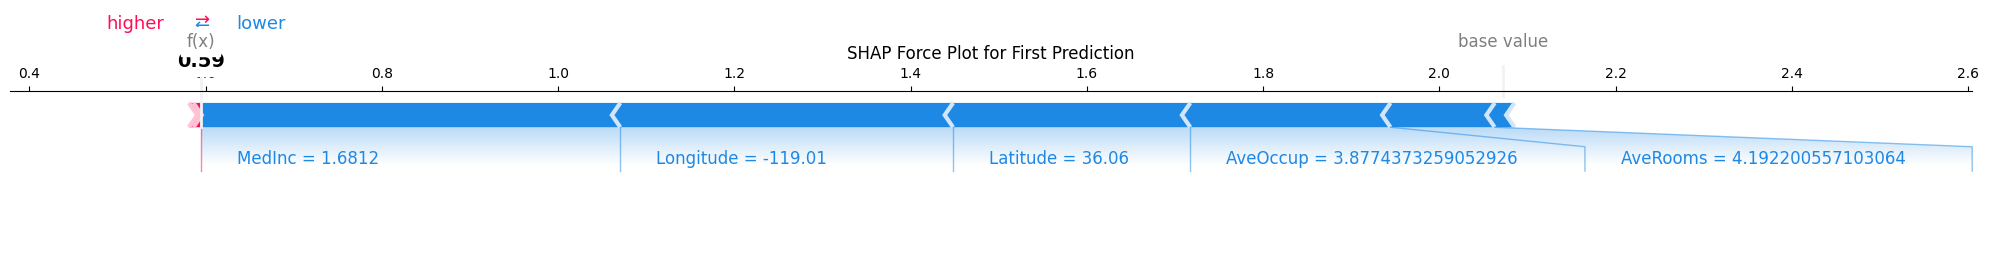 higher ⇄ lower
f(x)
base value
0.59
SHAP Force Plot for First Prediction
0.4 0.8 1.0 1.2 1.4 1.6 1.8 2.0 2.2 2.4 2.6
MedInc = 1.6812 Longitude = -119.01 Latitude = 36.06 AveOccup = 3.8774373259052926 AveRooms = 4.192200557103064